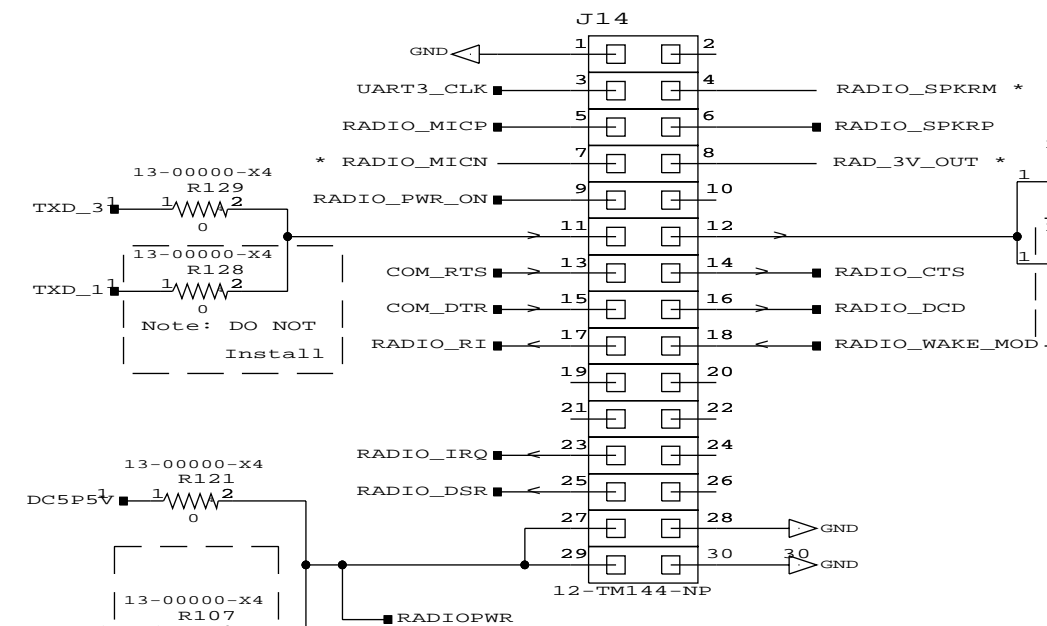 J14
GND 1 2
UART3_CLK 3 4 RADIO_SPKRM *
RADIO_MICP 5 6 RADIO_SPKRP
* RADIO_MICN 7 8 RAD_3V_OUT *
13-00000-X4
R129
RADIO_PWR_ON 9 10
TXD_3 1 1 2
0
11 12
1
13-00000-X4
R128
COM_RTS 13 14 RADIO_CTS
1
TXD_1 1 1 2
0
COM_DTR 15 16 RADIO_DCD
Note: DO NOT
Install
RADIO_RI 17 18 RADIO_WAKE_MOD
19 20
21 22
RADIO_IRQ 23 24
13-00000-X4
R121
RADIO_DSR 25 26
DC5P5V 1 1 2
0
27 28 GND
29 30 30 GND
12-TM144-NP
13-00000-X4
R107
RADIOPWR